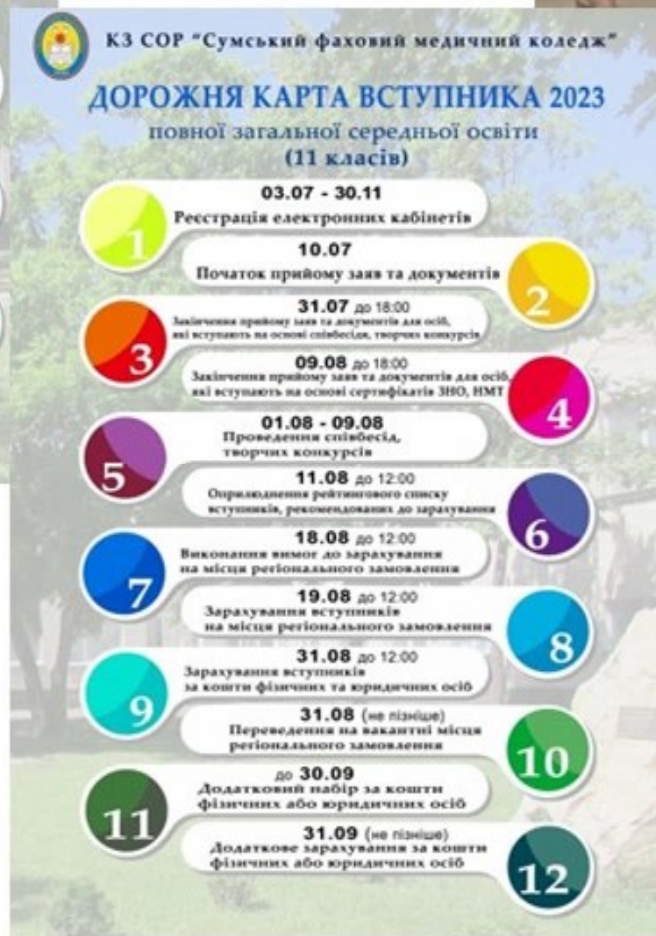 КЗ СОР "Сумський фаховий медичний коледж"
ДОРОЖНЯ КАРТА ВСТУПНИКА 2023
повної загальної середньої освіти
(11 класів)
03.07 - 30.11
Реєстрація електронних кабінетів
1
10.07
Початок прийому заяв та документів
2
31.07 до 18:00
Закінчення прийому заяв та документів для осіб,
які вступають на основі співбесіди, творчих конкурсів
3
09.08 до 18:00
Закінчення прийому заяв та документів для осіб,
які вступають на основі сертифікатів ЗНО, НМТ
4
01.08 - 09.08
Проведення співбесід,
творчих конкурсів
5
11.08 до 12:00
Оприлюднення рейтингового списку
вступників, рекомендованих до зарахування
6
18.08 до 12:00
Виконання вимог до зарахування
на місця регіонального замовлення
7
19.08 до 12:00
Зарахування вступників
на місця регіонального замовлення
8
31.08 до 12:00
Зарахування вступників
за кошти фізичних та юридичних осіб
9
31.08 (не пізніше)
Переведення на вакантні місця
регіонального замовлення
10
до 30.09
Додатковий набір за кошти
фізичних або юридичних осіб
11
31.09 (не пізніше)
Додаткове зарахування за кошти
фізичних або юридичних осіб
12